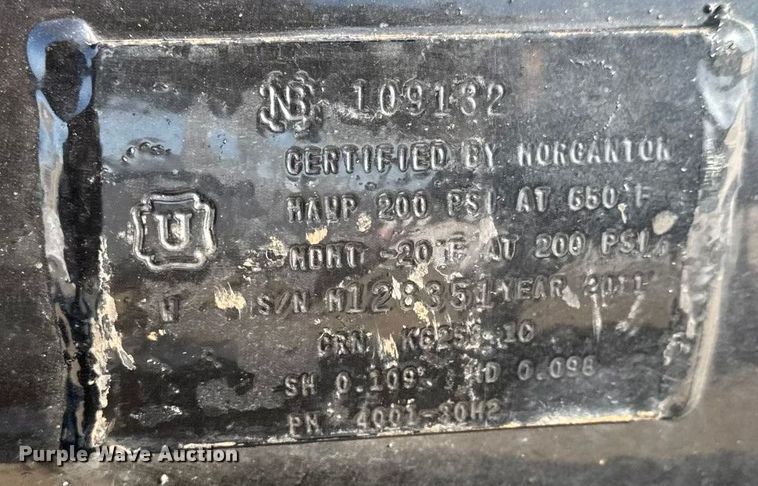 NB 109132
CERTIFIED BY MORGANTON
U
MAWP 200 PSI AT 650°F
MDMT -20°F AT 200 PSI
W
S/N M128351 YEAR 2011
CRN
SH 0.109 HD 0.098
PN 4001-30H2
Purple Wave Auction